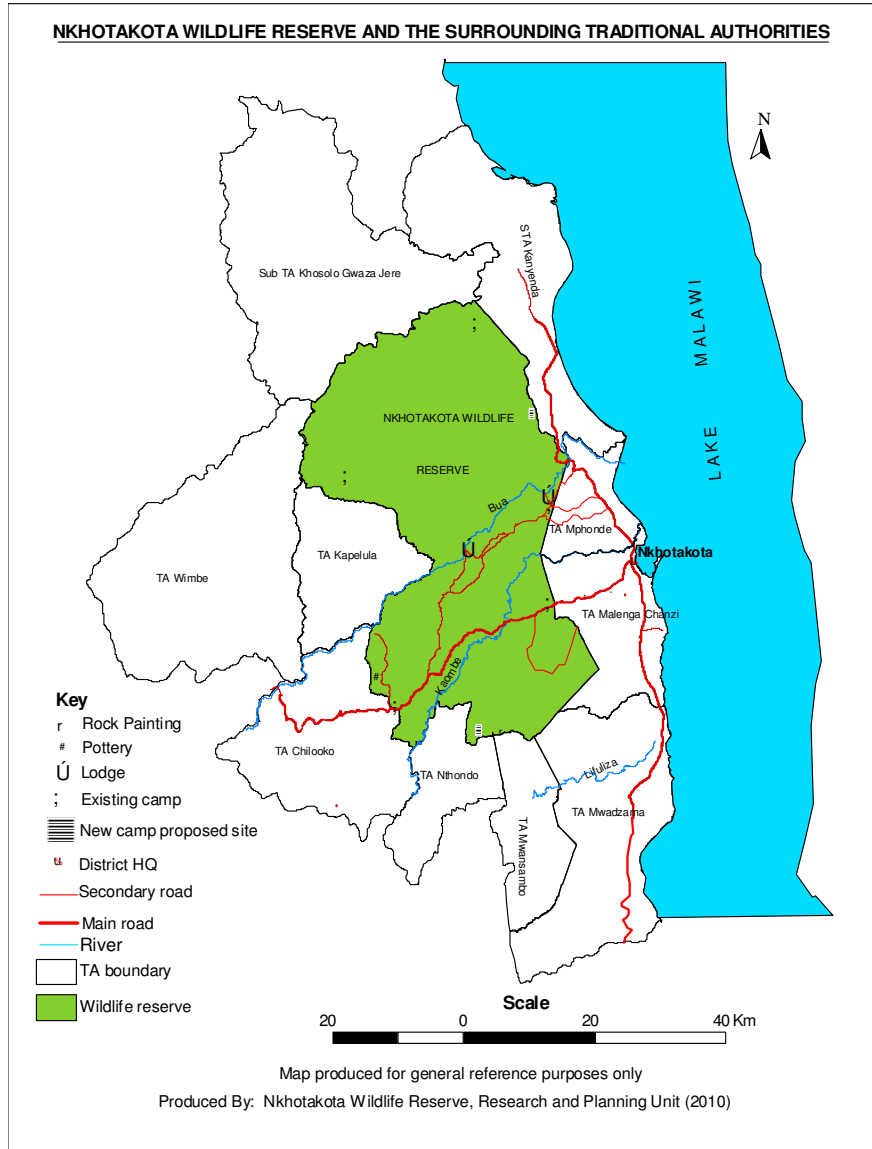 NKHOTAKOTA WILDLIFE RESERVE AND THE SURROUNDING TRADITIONAL AUTHORITIES
N
STA Kanyenda
Sub TA Khosolo Gwaza Jere
LAKE MALAWI
;
NKHOTAKOTA WILDLIFE
RESERVE
;
Bua
Ú
TA Mphonde
Ú
TA Kapelula
Nkhotakota
TA Wimbe
TA Malenga Chanzi
Kaombe
#
;
TA Chilooko
TA Nthondo
Lifuliza
TA Mwadzama
TA Mwansambo
Key
r Rock Painting
# Pottery
Ú Lodge
; Existing camp
New camp proposed site
District HQ
Secondary road
Main road
River
TA boundary
Wildlife reserve
Scale
20 0 20 40 Km
Map produced for general reference purposes only
Produced By: Nkhotakota Wildlife Reserve, Research and Planning Unit (2010)